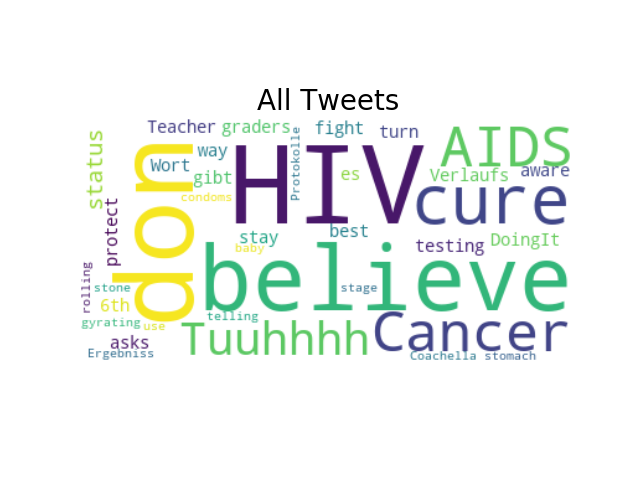 All Tweets
Teacher
graders
fight
turn
status
don
Wort
way
gibt
condoms
HIV
Protokolle
es
AIDS
Verlaufs
aware
cure
protect
stay
baby
best
testing
DoingIt
believe
rolling
stone
6th
gyrating
use
stage
telling
Tuuhhhh
Cancer
asks
Ergebniss
Coachella
stomach